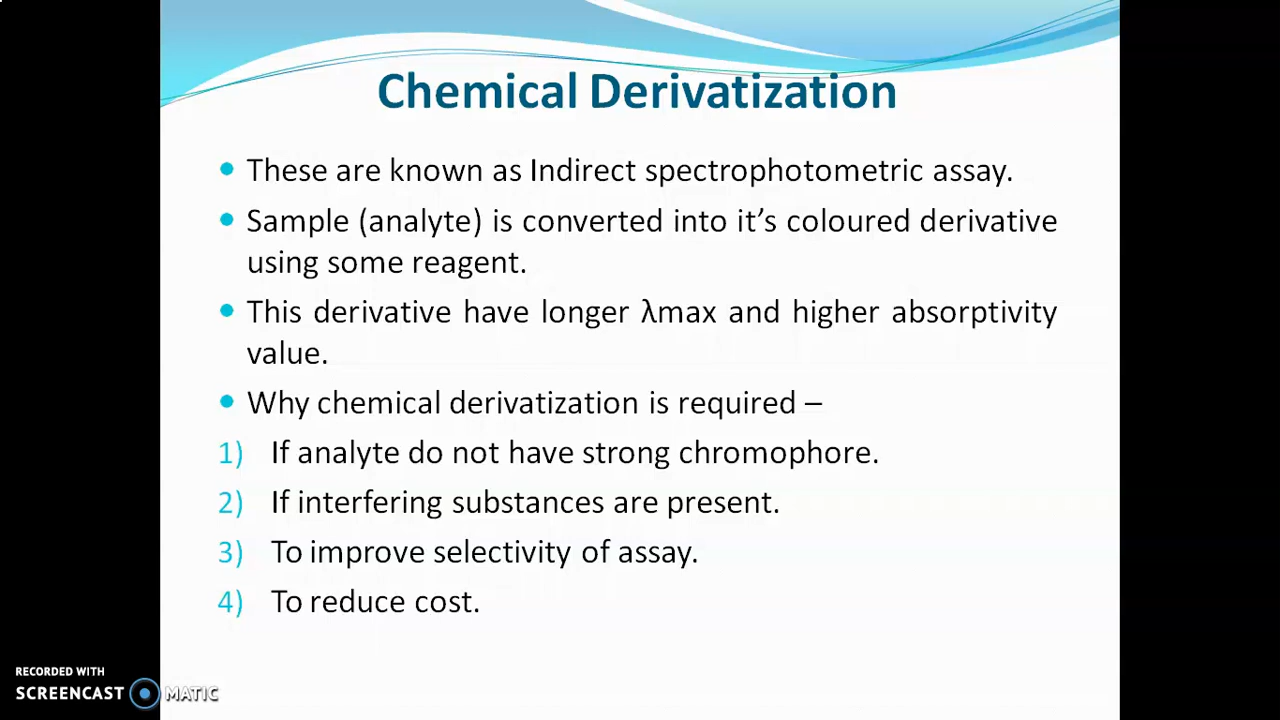 Chemical Derivatization
• These are known as Indirect spectrophotometric assay.
• Sample (analyte) is converted into it’s coloured derivative
using some reagent.
• This derivative have longer λmax and higher absorptivity
value.
• Why chemical derivatization is required –
1) If analyte do not have strong chromophore.
2) If interfering substances are present.
3) To improve selectivity of assay.
4) To reduce cost.
RECORDED WITH
SCREENCAST MATIC